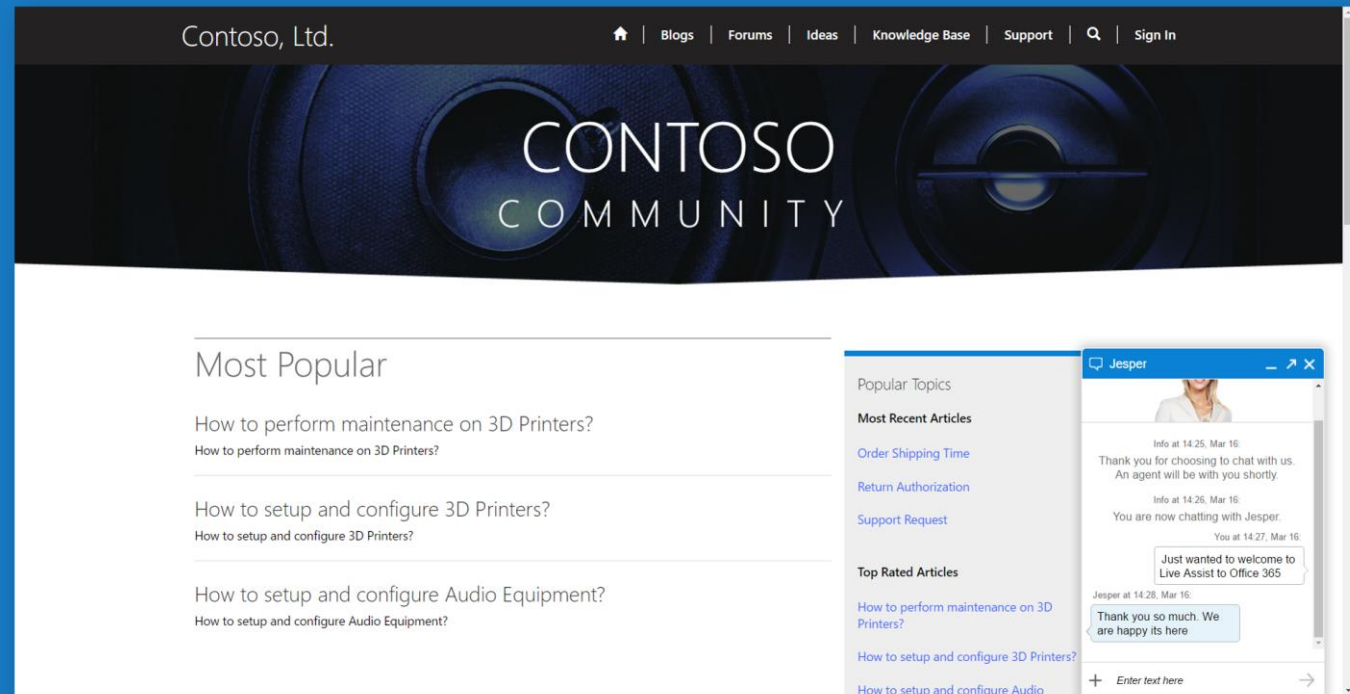 Contoso, Ltd.
Blogs | Forums | Ideas | Knowledge Base | Support | Sign In
CONTOSO
COMMUNITY
Most Popular
How to perform maintenance on 3D Printers?
How to perform maintenance on 3D Printers?
How to setup and configure 3D Printers?
How to setup and configure 3D Printers?
How to setup and configure Audio Equipment?
How to setup and configure Audio Equipment?
Popular Topics
Most Recent Articles
Order Shipping Time
Return Authorization
Support Request
Top Rated Articles
How to perform maintenance on 3D
Printers?
How to setup and configure 3D Printers?
How to setup and configure Audio
Jesper
Info at 14:25, Mar 16:
Thank you for choosing to chat with us.
An agent will be with you shortly.
Info at 14:26, Mar 16:
You are now chatting with Jesper.
You at 14:27, Mar 16:
Just wanted to welcome to
Live Assist to Office 365
Jesper at 14:28, Mar 16:
Thank you so much. We
are happy its here
Enter text here